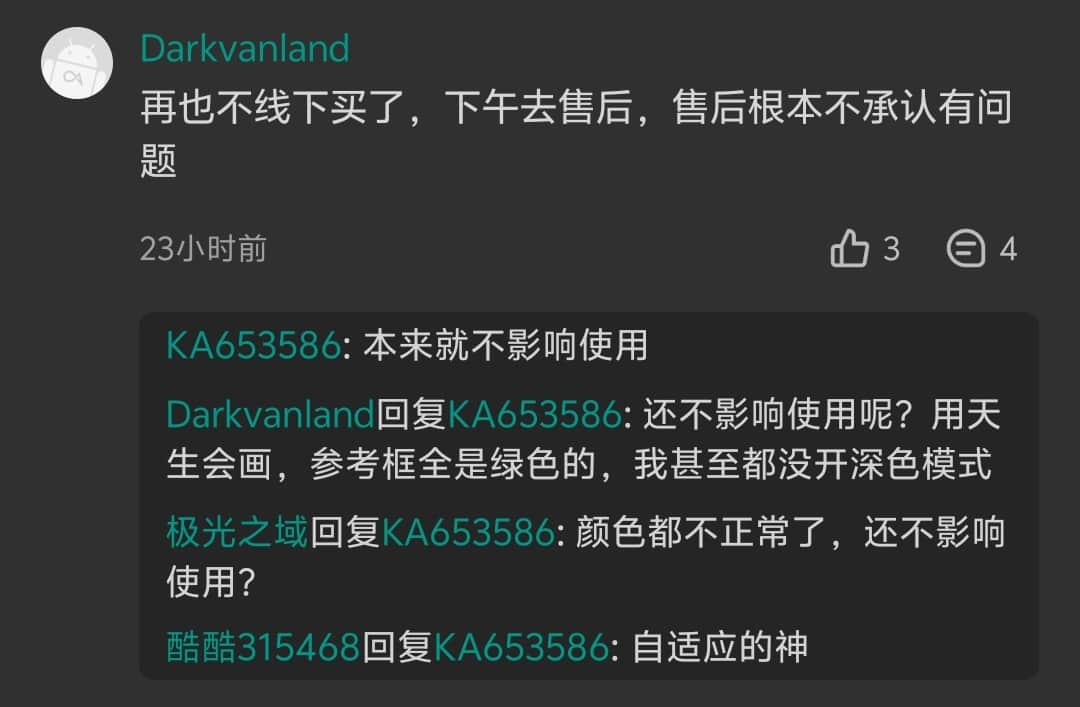 Darkvanland
再也不线下买了，下午去售后，售后根本不承认有问
题
23小时前
3
4
KA653586: 本来就不影响使用
Darkvanland回复KA653586: 还不影响使用呢？用天
生会画，参考框全是绿色的，我甚至都没开深色模式
极光之域回复KA653586: 颜色都不正常了，还不影响
使用？
酷酷315468回复KA653586: 自适应的神